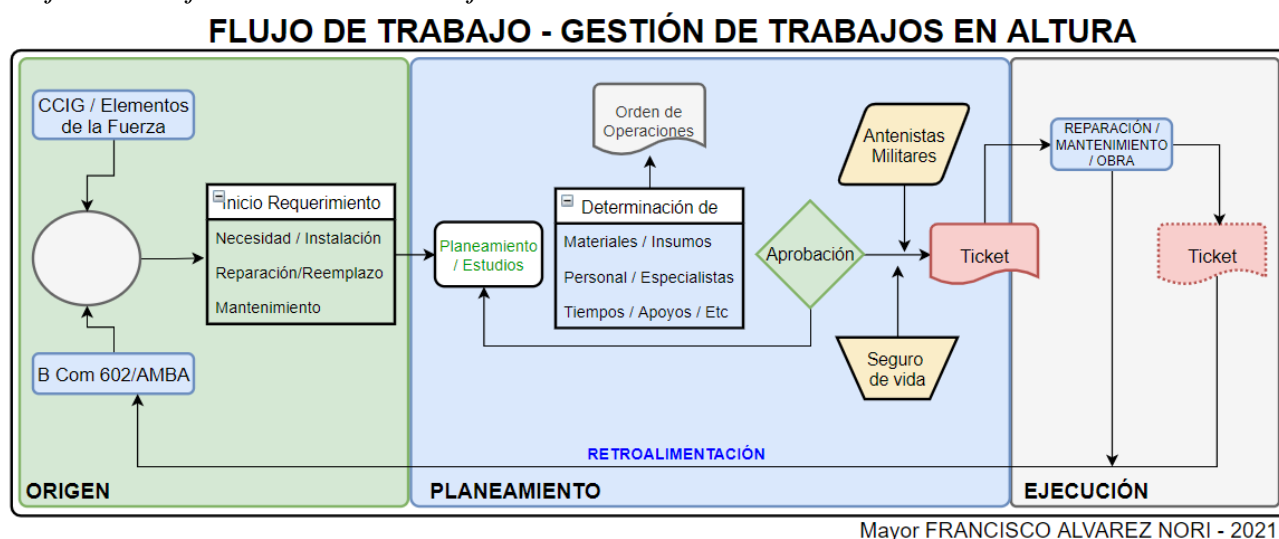 FLUJO DE TRABAJO - GESTIÓN DE TRABAJOS EN ALTURA
CCIG / Elementos
de la Fuerza
Inicio Requerimiento
Necesidad / Instalación
Reparación/Reemplazo
Mantenimiento
B Com 602/AMBA
ORIGEN
Planeamiento
/ Estudios
Orden de
Operaciones
Determinación de
Materiales / Insumos
Personal / Especialistas
Tiempos / Apoyos / Etc
Aprobación
Antenistas
Militares
Seguro
de vida
Ticket
RETROALIMENTACIÓN
PLANEAMIENTO
REPARACIÓN /
MANTENIMIENTO
/ OBRA
Ticket
EJECUCIÓN
Mayor FRANCISCO ALVAREZ NORI - 2021